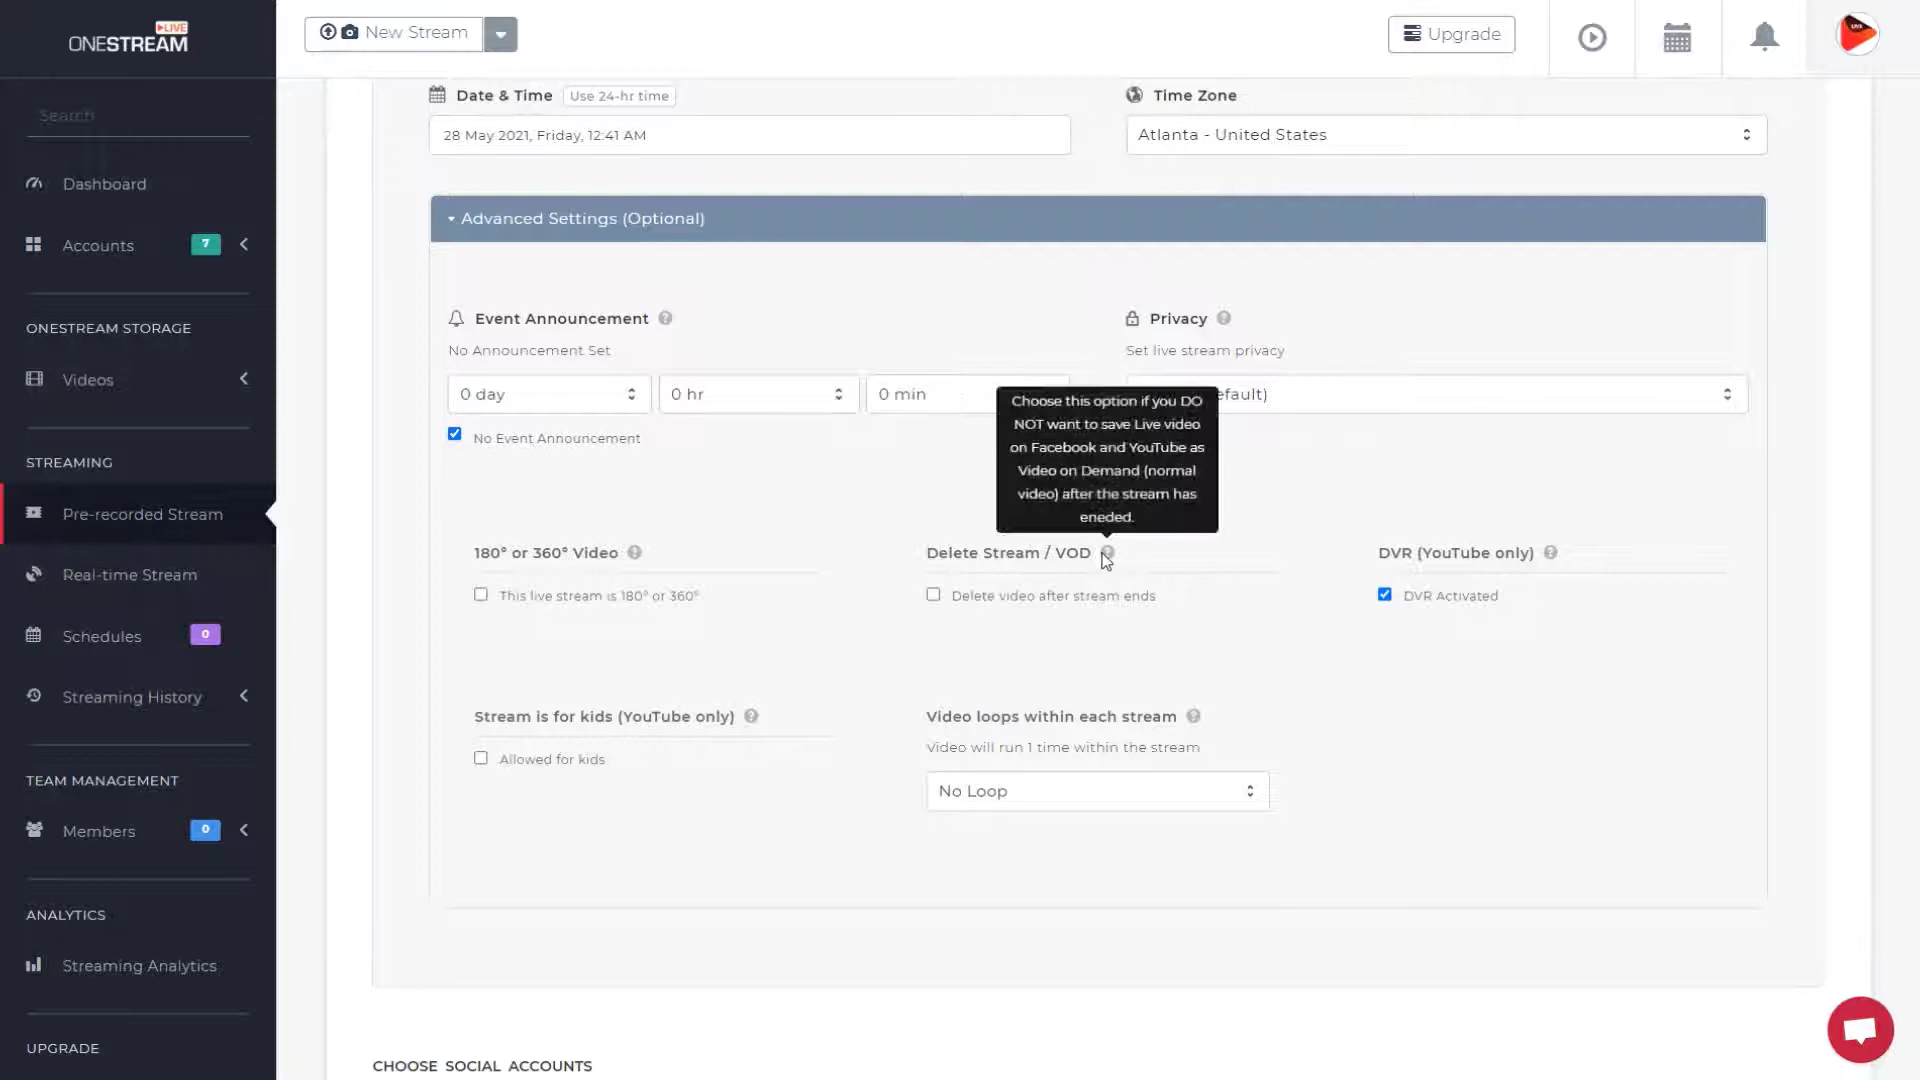 LIVE
ONESTREAM
New Stream
Upgrade
Search
Dashboard
Accounts 7
ONESTREAM STORAGE
Videos
STREAMING
Pre-recorded Stream
Real-time Stream
Schedules 0
Streaming History
TEAM MANAGEMENT
Members 0
ANALYTICS
Streaming Analytics
UPGRADE
Date & Time Use 24-hr time
28 May 2021, Friday, 12:41 AM
Time Zone
Atlanta - United States
Advanced Settings (Optional)
Event Announcement
No Announcement Set
0 day 0 hr 0 min
No Event Announcement
Privacy
Set live stream privacy
efault)
Choose this option if you DO
NOT want to save Live video
on Facebook and YouTube as
Video on Demand (normal
video) after the stream has
eneded.
180° or 360° Video
This live stream is 180° or 360°
Delete Stream / VOD
Delete video after stream ends
DVR (YouTube only)
DVR Activated
Stream is for kids (YouTube only)
Allowed for kids
Video loops within each stream
Video will run 1 time within the stream
No Loop
CHOOSE SOCIAL ACCOUNTS